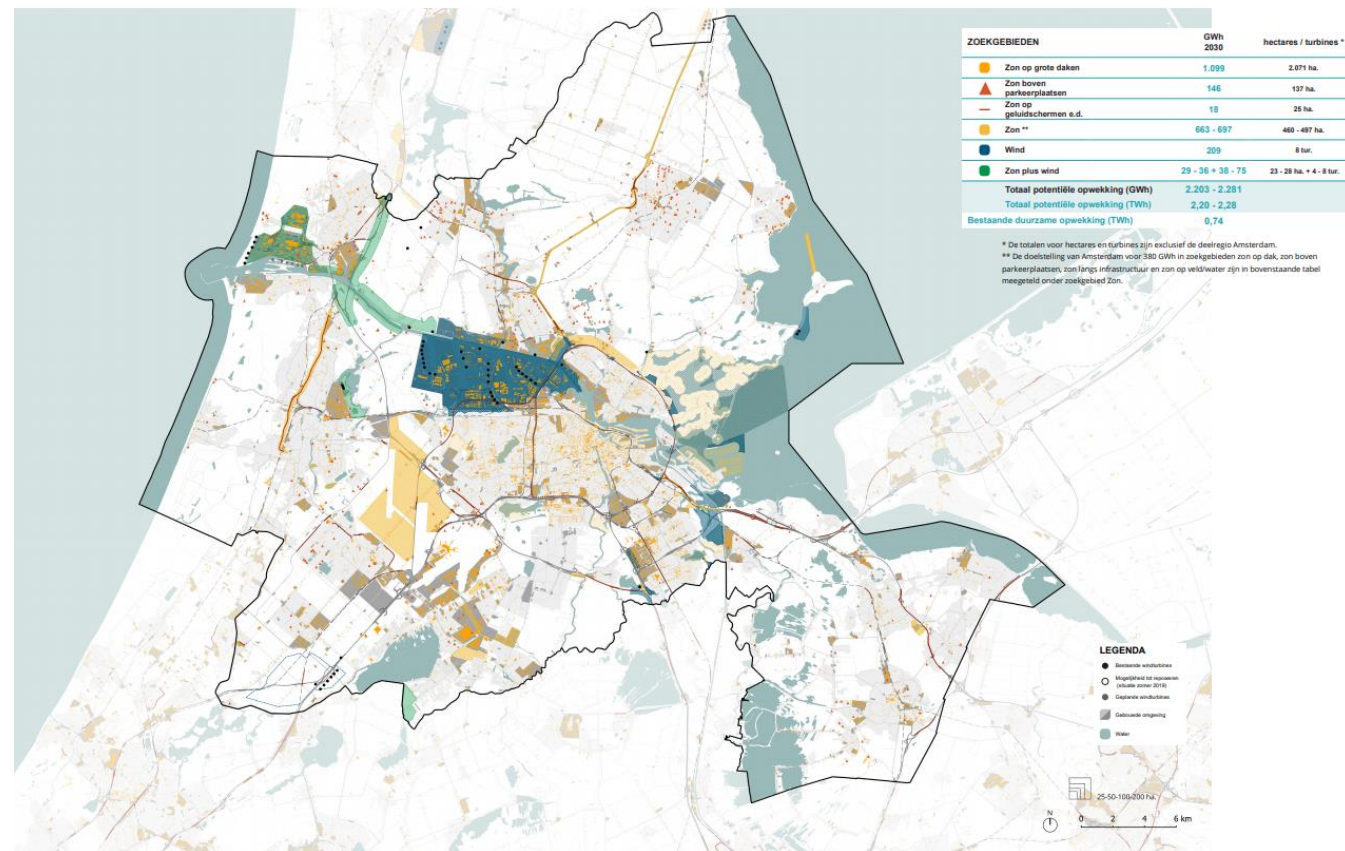 ZOEKGEBIEDEN GWh 2030 hectares / turbines *
Zon op grote daken 1.099 2.071 ha.
Zon boven
parkeerplaatsen 146 137 ha.
Zon op
geluidschermen e.d. 18 25 ha.
Zon ** 663 - 697 460 - 497 ha.
Wind 209 8 tur.
Zon plus wind 29 - 36 + 38 - 75 23 - 28 ha. + 4 - 8 tur.
Totaal potentiële opwekking (GWh) 2.203 - 2.281
Totaal potentiële opwekking (TWh) 2,20 - 2,28
Bestaande duurzame opwekking (TWh) 0,74
* De totalen voor hectares en turbines zijn exclusief de deelregio Amsterdam.
** De doelstelling van Amsterdam voor 380 GWh in zoekgebieden zon op dak, zon boven
parkeerplaatsen, zon langs infrastructuur en zon op veld/water zijn in bovenstaande tabel
meegeteld onder zoekgebied Zon.
LEGENDA
Bestaande windturbines
Mogelijkheid tot repoweren
(situatie zomer 2019)
Geplande windturbines
Gebouwde omgeving
Water
25-50-100-200 ha.
N
0 2 4 6 km